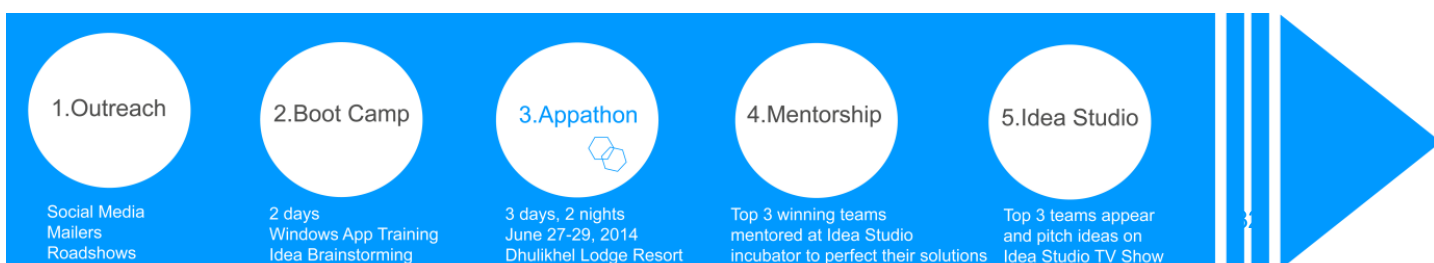 1.Outreach
Social Media
Mailers
Roadshows
2.Boot Camp
2 days
Windows App Training
Idea Brainstorming
3.Appathon
3 days, 2 nights
June 27-29, 2014
Dhulikhel Lodge Resort
4.Mentorship
Top 3 winning teams
mentored at Idea Studio
incubator to perfect their solutions
5.Idea Studio
Top 3 teams appear
and pitch ideas on
Idea Studio TV Show